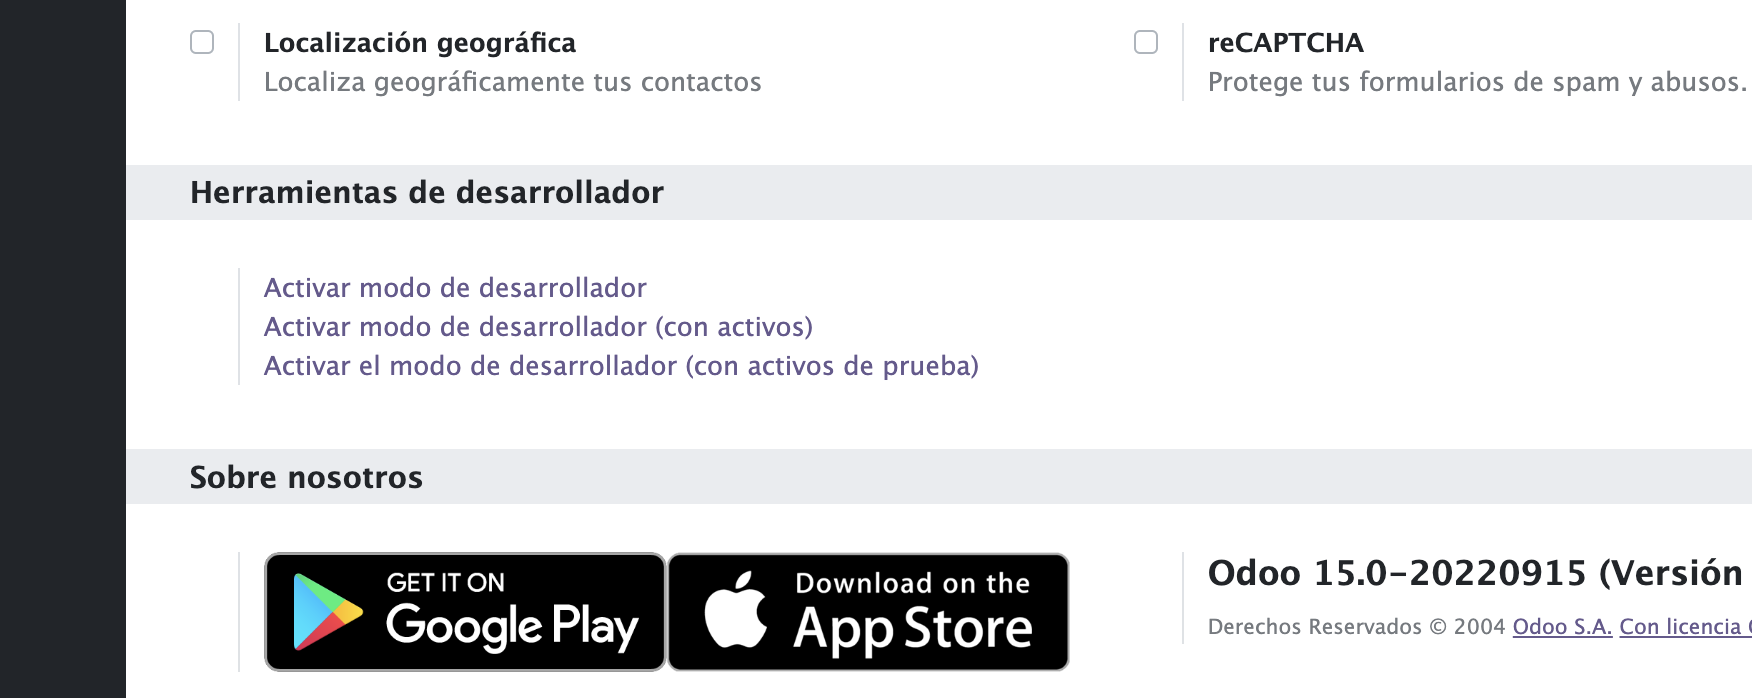 Localización geográfica
Localiza geográficamente tus contactos
reCAPTCHA
Protege tus formularios de spam y abusos.
Herramientas de desarrollador
Activar modo de desarrollador
Activar modo de desarrollador (con activos)
Activar el modo de desarrollador (con activos de prueba)
Sobre nosotros
GET IT ON
Google Play
Download on the
App Store
Odoo 15.0-20220915 (Versión
Derechos Reservados © 2004 Odoo S.A. Con licencia